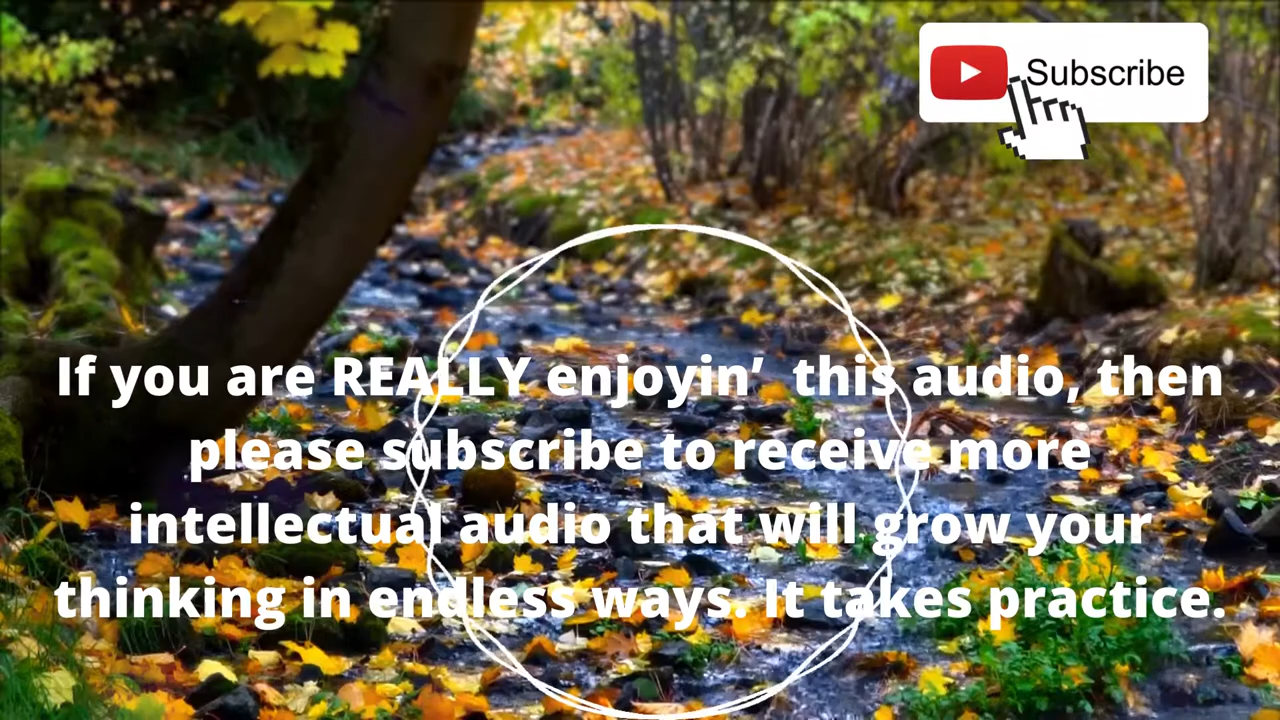 Subscribe
If you are REALLY enjoyin’  this audio, then
please subscribe to receive more
intellectual audio that will grow your
thinking in endless ways. It takes practice.